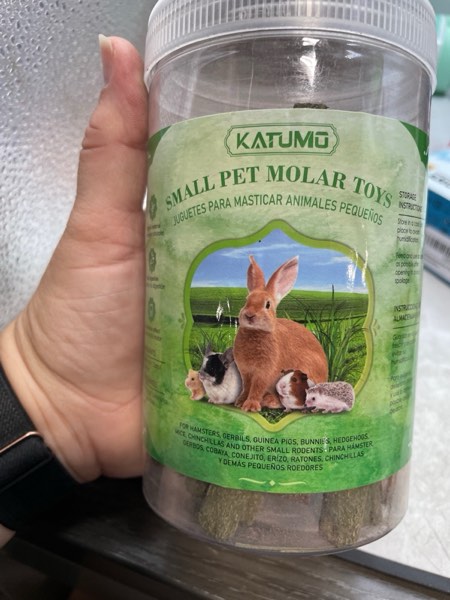 KATUMO
SMALL PET MOLAR TOYS
JUGUETES PARA MASTICAR ANIMALES PEQUEÑOS
STORAGE
FOR HAMSTERS, GERBILS, GUINEA PIGS, BUNNIES, HEDGEHOGS,
MICE, CHINCHILLAS AND OTHER SMALL RODENTS · PARA HÁMSTER,
GERBOS, COBAYA, CONEJITO, ERIZO, RATONES, CHINCHILLAS
Y DEMÁS PEQUEÑOS ROEDORES